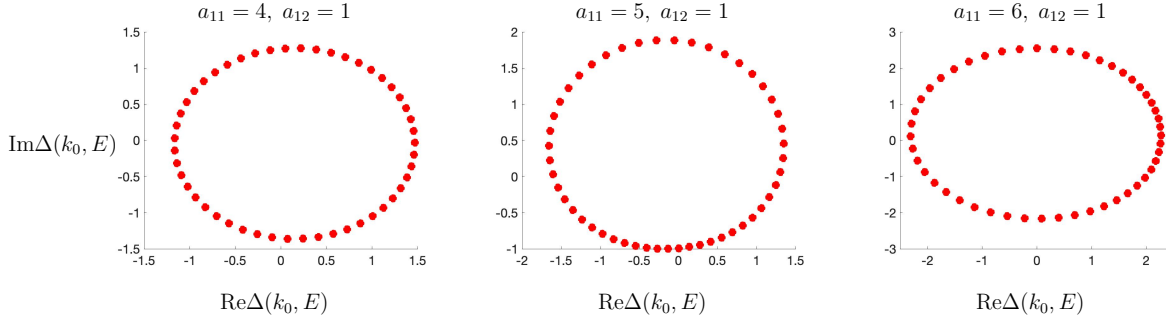 a₁₁ = 4, a₁₂ = 1
1.5
1
0.5
0
-0.5
-1
-1.5
-1.5 -1 -0.5 0 0.5 1 1.5
ImΔ(k₀, E)
ReΔ(k₀, E)
a₁₁ = 5, a₁₂ = 1
2
1.5
1
0.5
0
-0.5
-1
-2 -1.5 -1 -0.5 0 0.5 1 1.5
ReΔ(k₀, E)
a₁₁ = 6, a₁₂ = 1
3
2
1
0
-1
-2
-3
-2 -1 0 1 2
ReΔ(k₀, E)